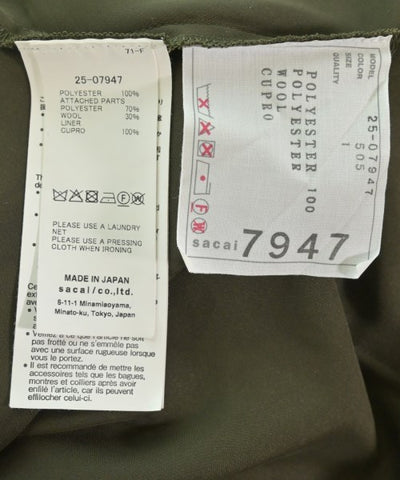 71-F
25-07947
POLYESTER 100%
ATTACHED PARTS
POLYESTER 70%
WOOL 30%
LINER
CUPRO 100%
PLEASE USE A LAUNDRY
NET
PLEASE USE A PRESSING
CLOTH WHEN IRONING
MADE IN JAPAN
sacai/co.,ltd.
6-11-1 Minamiaoyama,
Minato-ku, Tokyo, Japan
pas frotté ou ne s'emmêle pas
avec une surface rugueuse lorsque
vous le portez.
• Il est recommandé de mettre les
accessoires tels que les bagues,
montres et colliers après avoir
enfilé l'article, car ils peuvent
effilocher celui-ci.
MODEL 25-07947
COLOR 505
SIZE 1
QUALITY
POLYESTER 100
POLYESTER
WOOL
CUPRO
sacai 7947